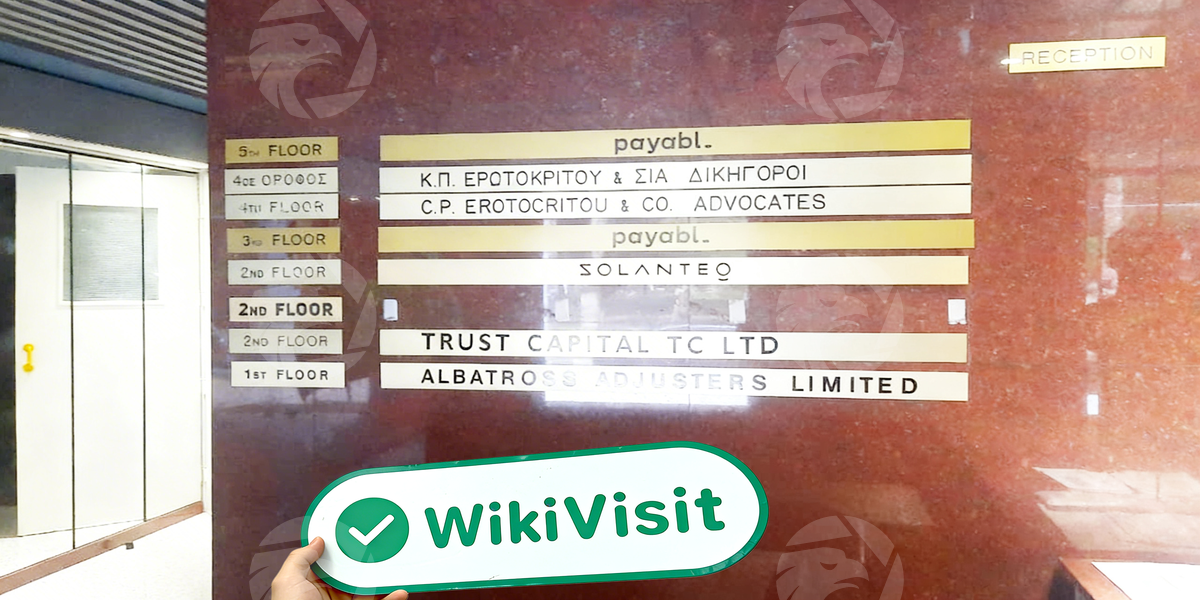 RECEPTION
5TH FLOOR payabl.
4ΟΣ ΟΡΟΦΟΣ Κ.Π. ΕΡΩΤΟΚΡΙΤΟΥ & ΣΙΑ ΔΙΚΗΓΟΡΟΙ
4TH FLOOR C.P. EROTOCRITOU & CO. ADVOCATES
3RD FLOOR payabl.
2ND FLOOR SOLANTEQ
2ND FLOOR
2ND FLOOR TRUST CAPITAL TC LTD
1ST FLOOR ALBATROSS ADJUSTERS LIMITED
WikiVisit